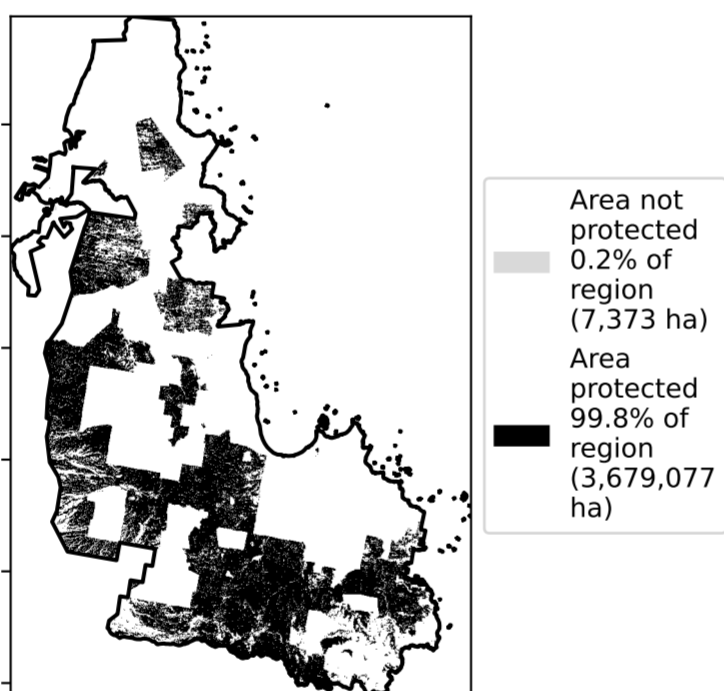 Area not
protected
0.2% of
region
(7,373 ha)
Area
protected
99.8% of
region
(3,679,077
ha)